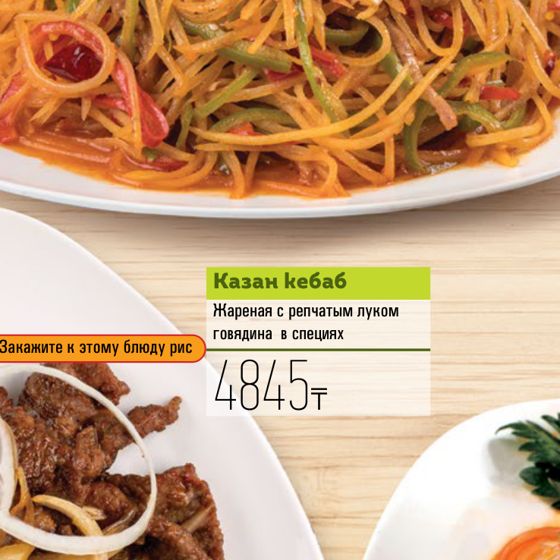 Казан кебаб
Жареная с репчатым луком
говядина в специях
Закажите к этому блюду рис
4845₸